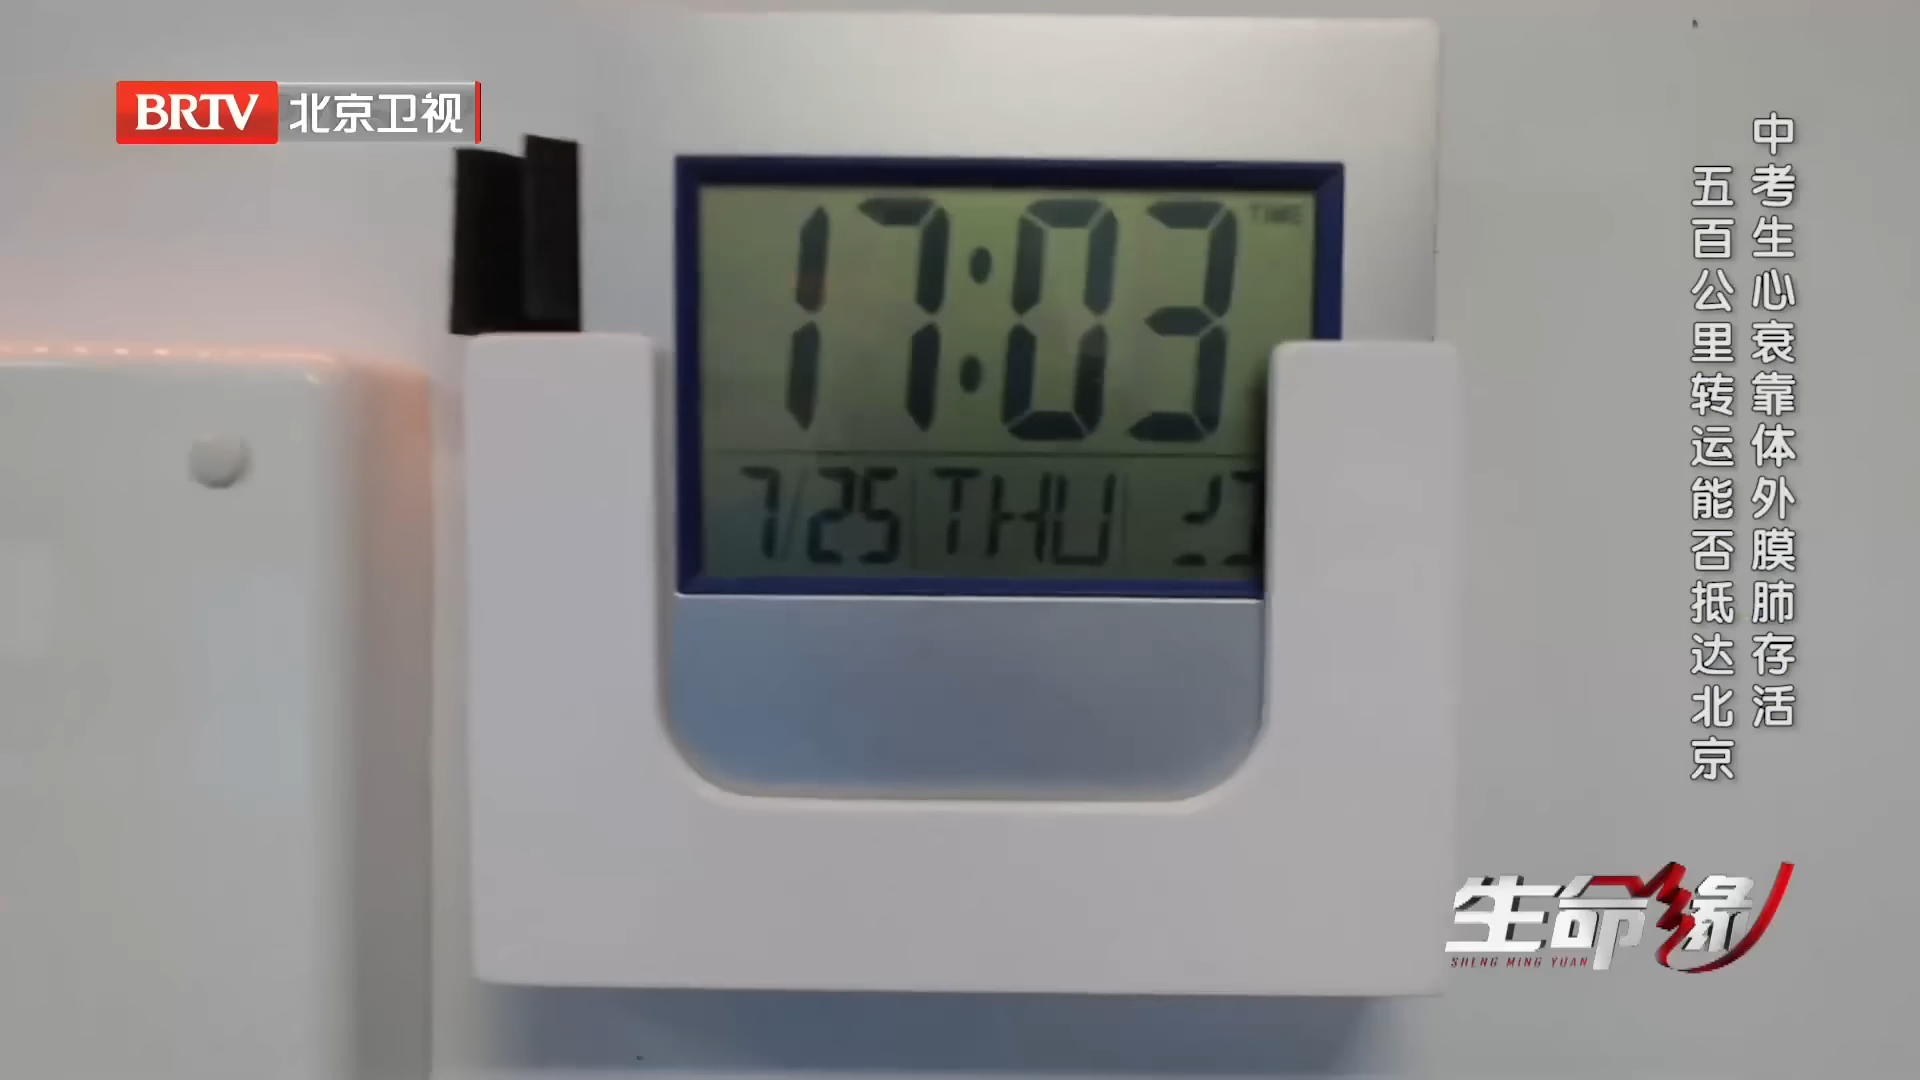 BRTV 北京卫视
17:03
TIME
7/25 THU
中考生心衰靠体外膜肺存活
五百公里转运能否抵达北京
生命缘
SHENG MING YUAN